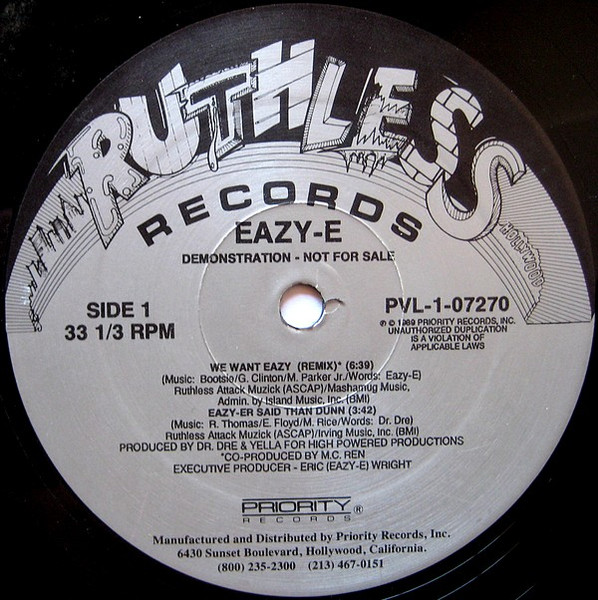 RUTHLESS
RECORDS
EAZY-E
DEMONSTRATION - NOT FOR SALE
SIDE 1
33 1/3 RPM
PVL-1-07270
℗ © 1989 PRIORITY RECORDS, INC.
UNAUTHORIZED DUPLICATION
IS A VIOLATION OF
APPLICABLE LAWS
WE WANT EAZY (REMIX)* (6:39)
(Music: Bootsie/G. Clinton/M. Parker Jr./Words: Eazy-E)
Ruthless Attack Muzick (ASCAP)/Mashamug Music,
Admin. by Island Music, Inc. (BMI)
EAZY-ER SAID THAN DUNN (3:42)
(Music: R. Thomas/E. Floyd/M. Rice/Words: Dr. Dre)
Ruthless Attack Muzick (ASCAP)/Irving Music, Inc. (BMI)
PRODUCED BY DR. DRE & YELLA FOR HIGH POWERED PRODUCTIONS
*CO-PRODUCED BY M.C. REN
EXECUTIVE PRODUCER - ERIC (EAZY-E) WRIGHT
PRIORITY ®
RECORDS
Manufactured and Distributed by Priority Records, Inc.
6430 Sunset Boulevard, Hollywood, California.
(800) 235-2300 (213) 467-0151